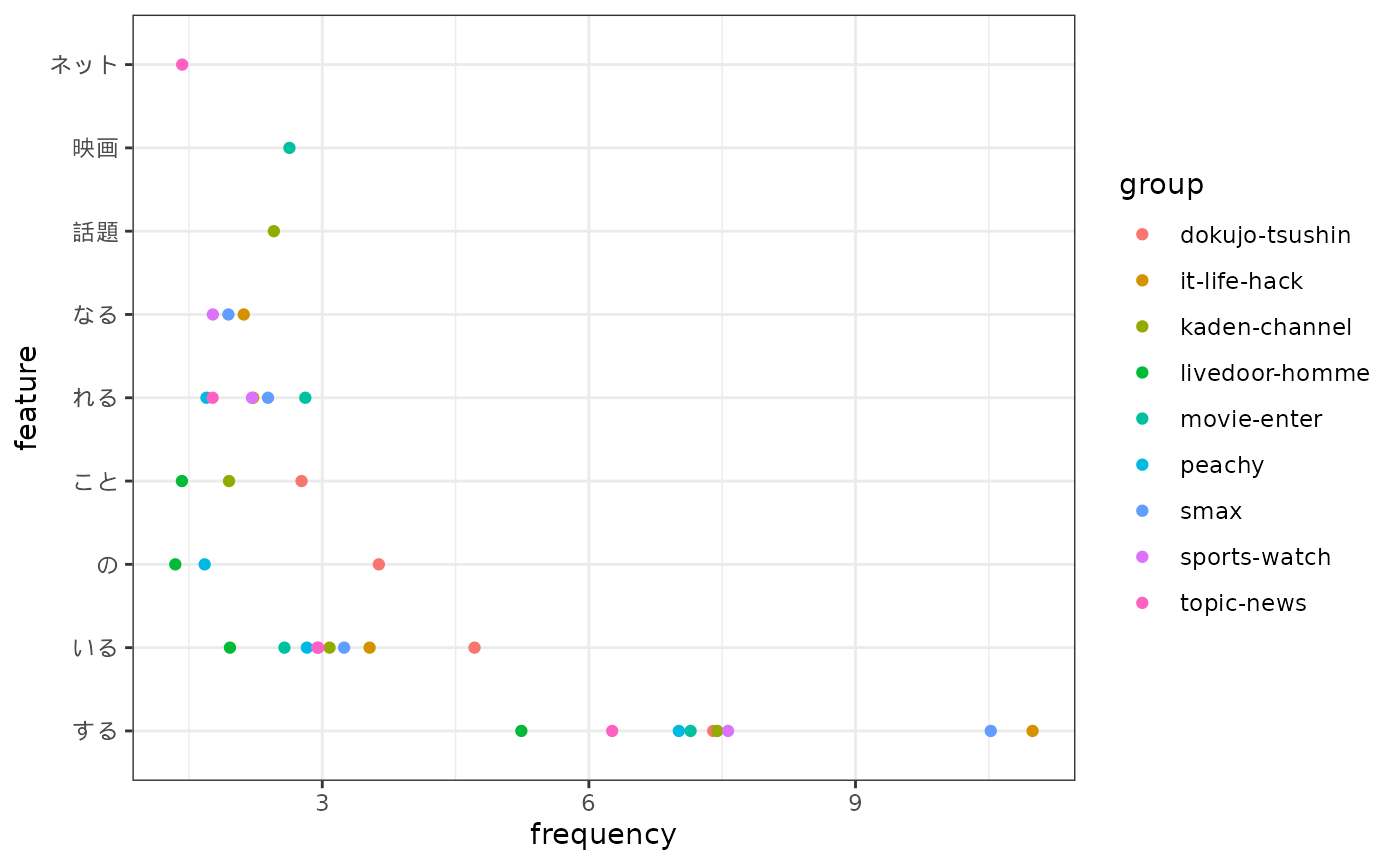 ネット
映画
話題
なる
れる
こと
の
いる
する
feature
3 6 9
frequency
group
dokujo-tsushin
it-life-hack
kaden-channel
livedoor-homme
movie-enter
peachy
smax
sports-watch
topic-news